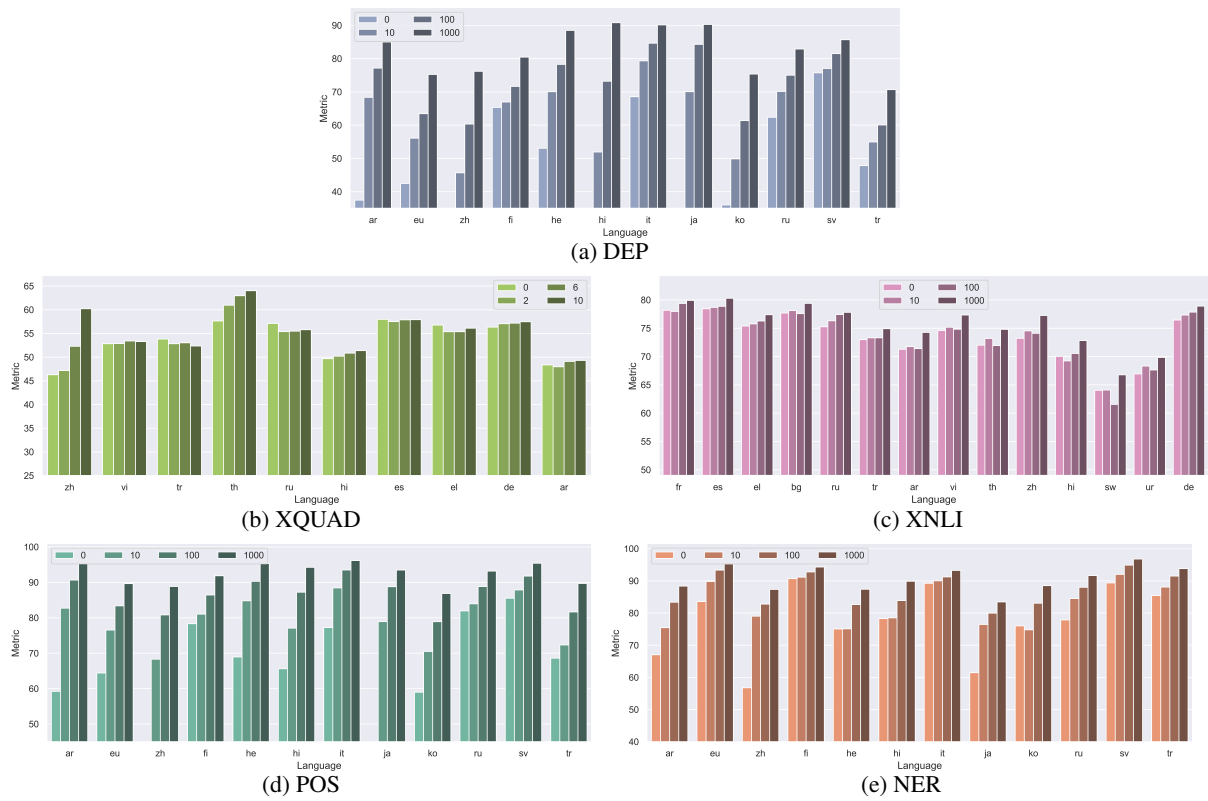 0 100
10 1000
90
80
70
60
50
40
Metric
ar eu zh fi he hi it ja ko ru sv tr
Language
(a) DEP
0 6
2 10
65
60
55
50
45
40
35
30
25
Metric
zh vi tr th ru hi es el de ar
Language
(b) XQUAD
0 100
10 1000
80
75
70
65
60
55
50
Metric
fr es el bg ru tr ar vi th zh hi sw ur de
Language
(c) XNLI
0 10 100 1000
100
90
80
70
60
50
Metric
ar eu zh fi he hi it ja ko ru sv tr
Language
(d) POS
0 10 100 1000
100
90
80
70
60
50
40
Metric
ar eu zh fi he hi it ja ko ru sv tr
Language
(e) NER